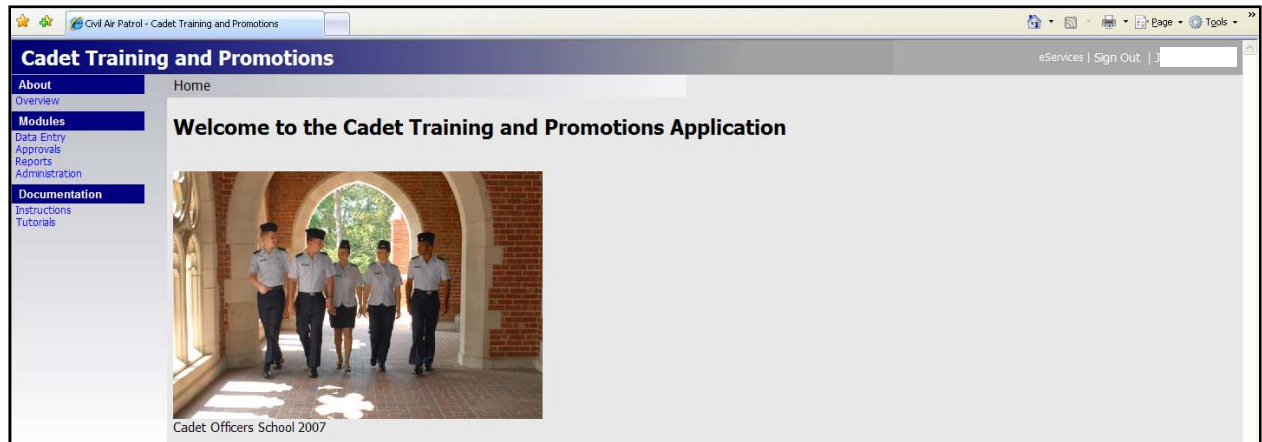 Civil Air Patrol - Cadet Training and Promotions
Page Tools »
Cadet Training and Promotions
eServices | Sign Out | J
About
Overview
Modules
Data Entry
Approvals
Reports
Administration
Documentation
Instructions
Tutorials
Home
Welcome to the Cadet Training and Promotions Application
Cadet Officers School 2007